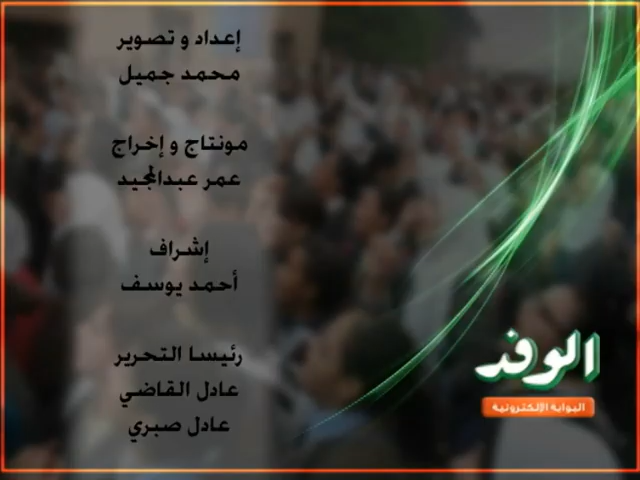 إعداد و تصوير
محمد جميل
مونتاج و إخراج
عمر عبدالمجيد
إشراف
أحمد يوسف
رئيسا التحرير
عادل القاضي
عادل صبري
الوفد
البوابة الإلكترونية